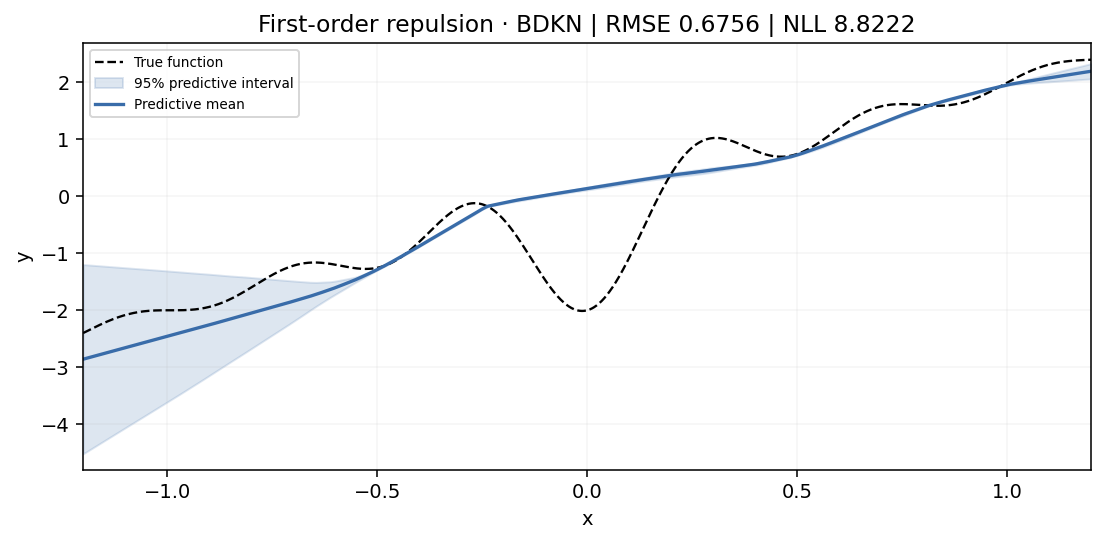 First-order repulsion · BDKN | RMSE 0.6756 | NLL 8.8222
True function
95% predictive interval
Predictive mean
y
2
1
0
−1
−2
−3
−4
−1.0
−0.5
0.0
0.5
1.0
x